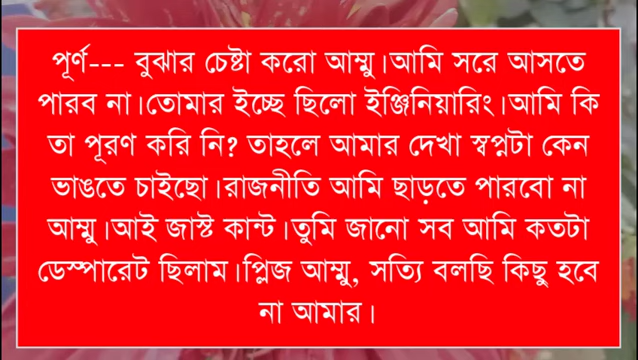 পূর্ণ--- বুঝার চেষ্টা করো আম্মু।আমি সরে আসতে
পারব না।তোমার ইচ্ছে ছিলো ইঞ্জিনিয়ারিং।আমি কি
তা পূরণ করি নি? তাহলে আমার দেখা স্বপ্নটা কেন
ভাঙতে চাইছো।রাজনীতি আমি ছাড়তে পারবো না
আম্মু।আই জাস্ট কান্ট।তুমি জানো সব আমি কতটা
ডেস্পারেট ছিলাম।প্লিজ আম্মু, সত্যি বলছি কিছু হবে
না আমার।